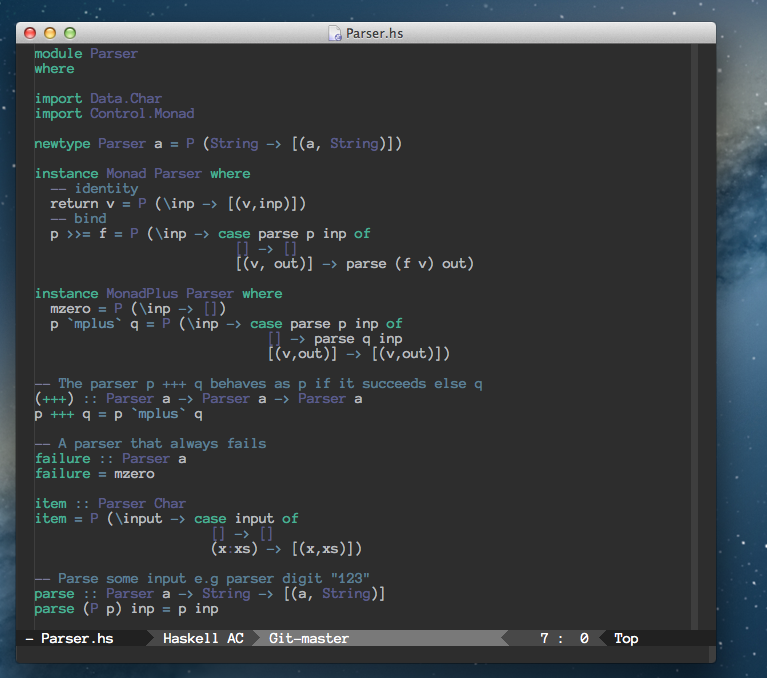 Parser.hs
module Parser
where
import Data.Char
import Control.Monad
newtype Parser a = P (String -> [(a, String)])
instance Monad Parser where
  -- identity
  return v = P (\inp -> [(v,inp)])
  -- bind
  p >>= f = P (\inp -> case parse p inp of
                         [] -> []
                         [(v, out)] -> parse (f v) out)
instance MonadPlus Parser where
  mzero = P (\inp -> [])
  p `mplus` q = P (\inp -> case parse p inp of
                             [] -> parse q inp
                             [(v,out)] -> [(v,out)])
-- The parser p +++ q behaves as p if it succeeds else q
(+++) :: Parser a -> Parser a -> Parser a
p +++ q = p `mplus` q
-- A parser that always fails
failure :: Parser a
failure = mzero
item :: Parser Char
item = P (\input -> case input of
                      [] -> []
                      (x:xs) -> [(x,xs)])
-- Parse some input e.g parser digit "123"
parse :: Parser a -> String -> [(a, String)]
parse (P p) inp = p inp
- Parser.hs Haskell AC Git-master 7 : 0 Top